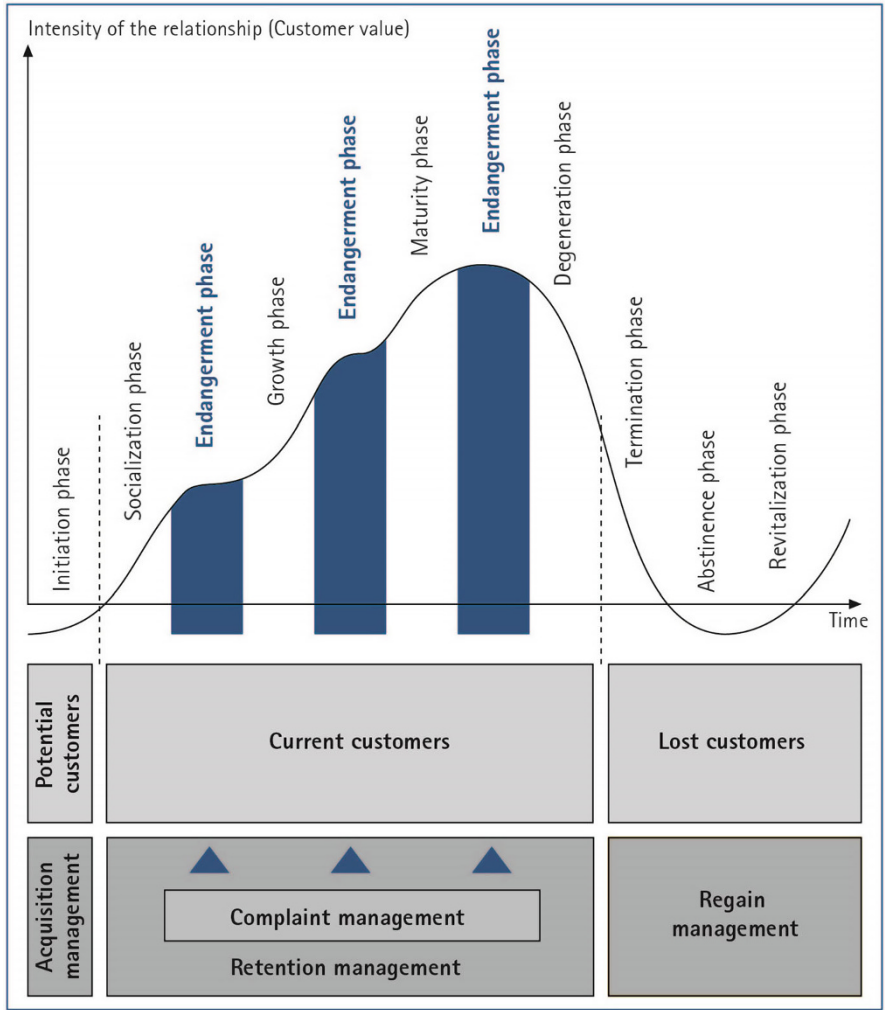 Intensity of the relationship (Customer value)
Initiation phase
Socialization phase
Endangerment phase
Growth phase
Endangerment phase
Maturity phase
Endangerment phase
Degeneration phase
Termination phase
Abstinence phase
Revitalization phase
Time
Potential
customers
Current customers
Lost customers
Acquisition
management
Complaint management
Retention management
Regain
management